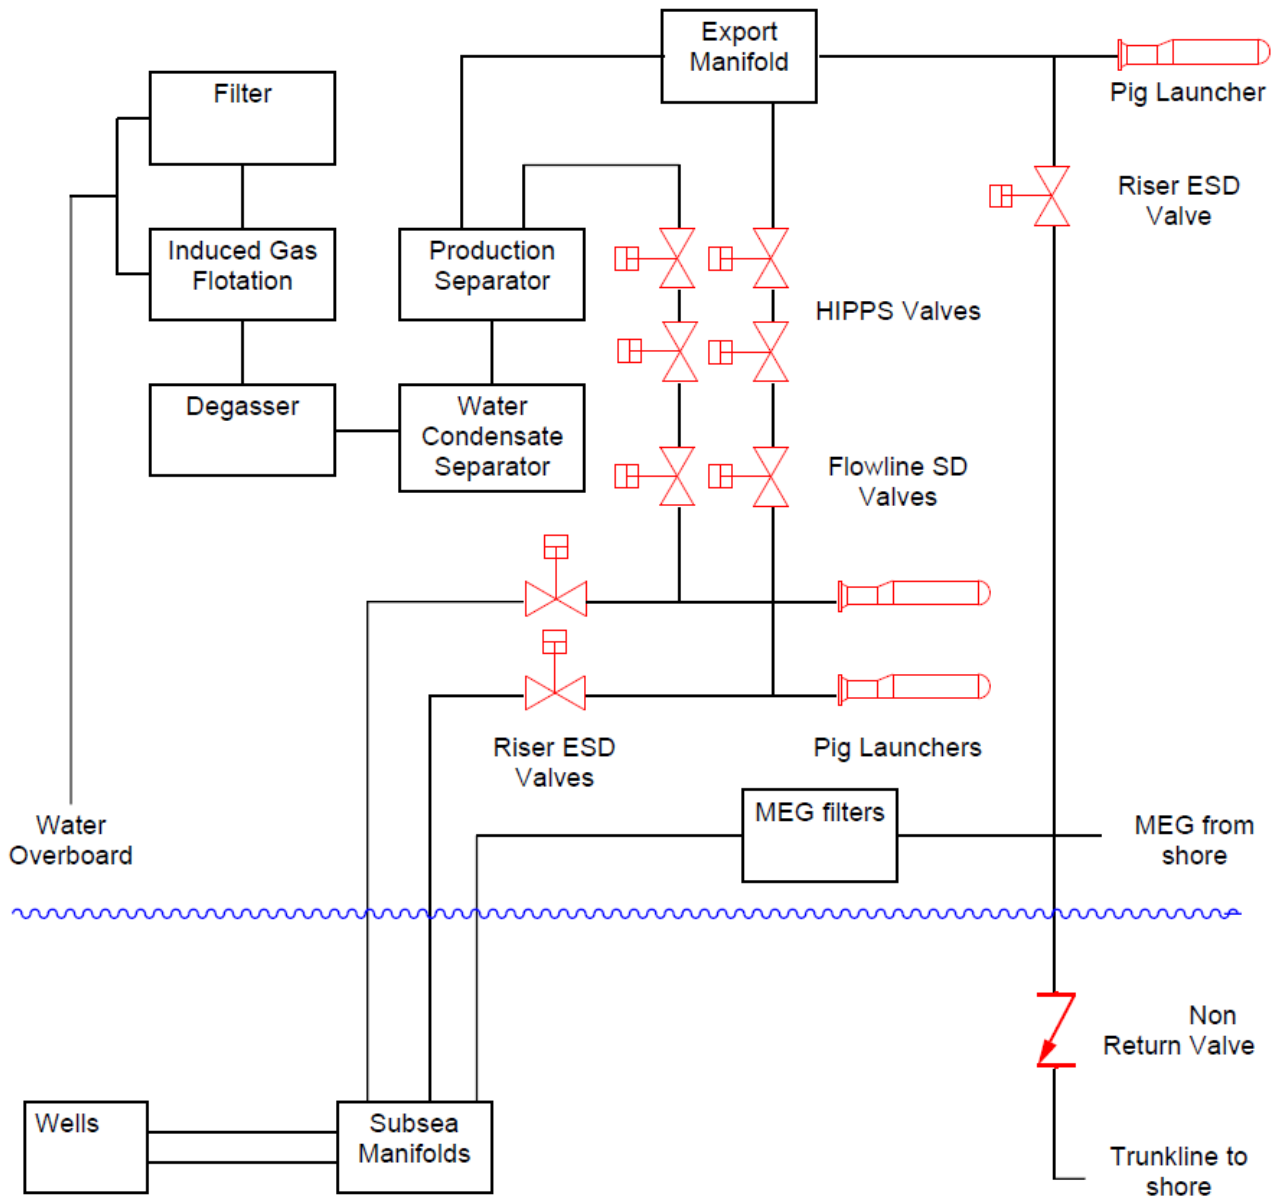 Export
Manifold
Pig Launcher
Filter
Riser ESD
Valve
Induced Gas
Flotation
Production
Separator
HIPPS Valves
Degasser
Water
Condensate
Separator
Flowline SD
Valves
Riser ESD
Valves
Pig Launchers
MEG filters
MEG from
shore
Water
Overboard
Non
Return Valve
Wells
Subsea
Manifolds
Trunkline to
shore